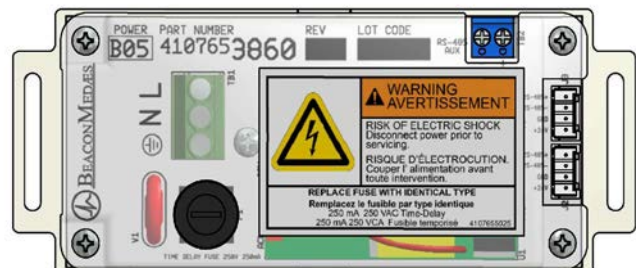 POWER PART NUMBER REV LOT CODE
B05 4107653860
RS-485
AUX
TB2
BEACONMEDÆS
N L
TB1
WARNING
AVERTISSEMENT
RISK OF ELECTRIC SHOCK
Disconnect power prior to
servicing.
RISQUE D'ÉLECTROCUTION.
Couper l' alimentation avant
toute intervention.
REPLACE FUSE WITH IDENTICAL TYPE
Remplacez le fusible par type identique
250 mA 250 VAC Time-Delay
250 mA 250 VCA Fusible temporisé 4107655025
V1
TIME DELAY FUSE 250V 250mA
GND
GND